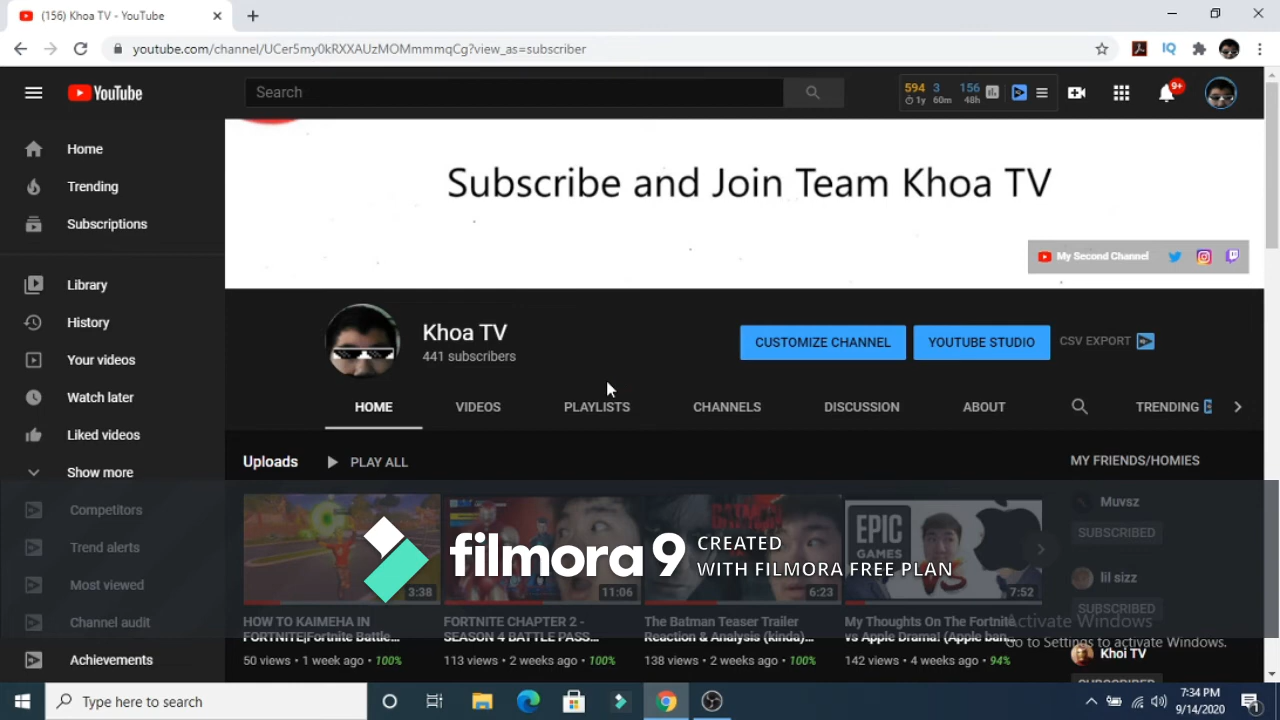 (156) Khoa TV - YouTube
youtube.com/channel/UCer5my0kRXXAUzMOMmmmqCg?view_as=subscriber
YouTube
Search
594 3 156
1y 60m 48h
9+
Home
Trending
Subscriptions
Library
History
Your videos
Watch later
Liked videos
Show more
Competitors
Trend alerts
Most viewed
Channel audit
Achievements
Subscribe and Join Team Khoa TV
My Second Channel
Khoa TV
441 subscribers
CUSTOMIZE CHANNEL
YOUTUBE STUDIO
CSV EXPORT
HOME VIDEOS PLAYLISTS CHANNELS DISCUSSION ABOUT TRENDING
Uploads
PLAY ALL
MY FRIENDS/HOMIES
Muvsz
SUBSCRIBED
lil sizz
SUBSCRIBED
Khoi TV
SUBSCRIBED
EPIC
GAMES
3:38
11:06
6:23
7:52
filmora9
CREATED
WITH FILMORA FREE PLAN
HOW TO KAIMEHA IN
FORTNITE|Fortnite Battle...
50 views • 1 week ago • 100%
FORTNITE CHAPTER 2 -
SEASON 4 BATTLE PASS...
113 views • 2 weeks ago • 100%
The Batman Teaser Trailer
Reaction & Analysis (kinda)...
138 views • 2 weeks ago • 100%
My Thoughts On The Fortnite
vs Apple Drama! (Apple ban...
142 views • 4 weeks ago • 94%
Activate Windows
Go to Settings to activate Windows.
Type here to search
7:34 PM
9/14/2020
1